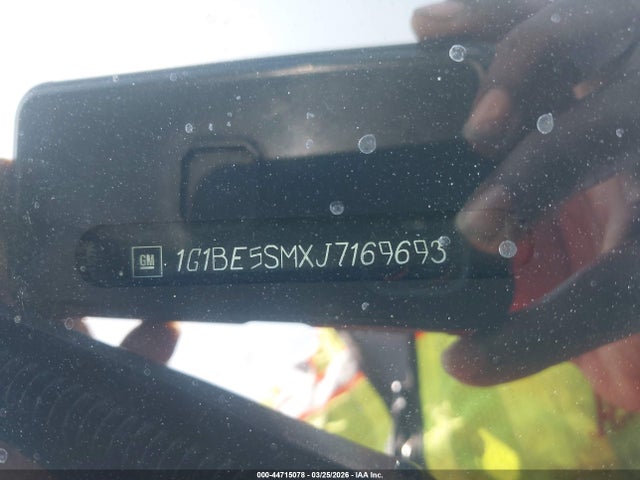 GM 1G1BE5SMXJ7169693
000-44715078 - 03/25/2026 - IAA Inc.